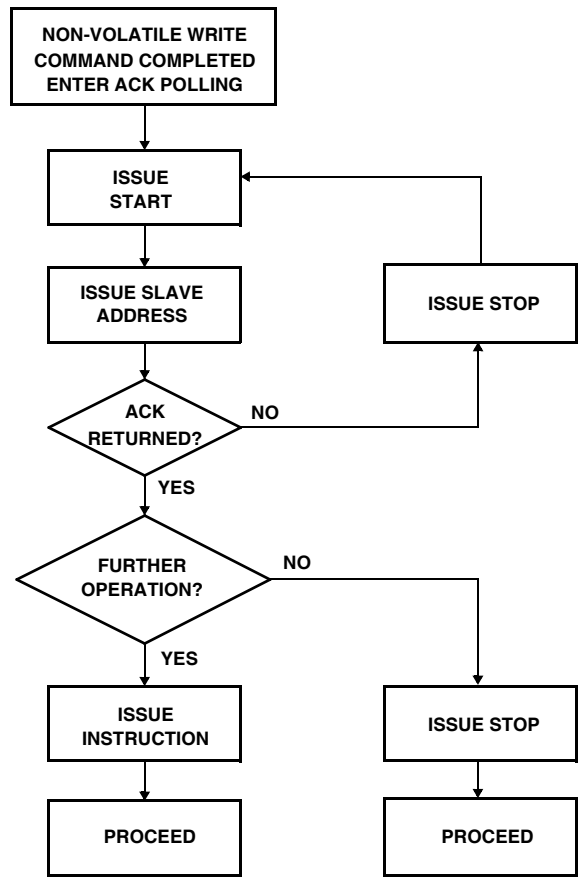 NON-VOLATILE WRITE
COMMAND COMPLETED
ENTER ACK POLLING
ISSUE
START
ISSUE SLAVE
ADDRESS
ISSUE STOP
ACK
RETURNED?
NO
YES
FURTHER
OPERATION?
NO
YES
ISSUE
INSTRUCTION
ISSUE STOP
PROCEED
PROCEED